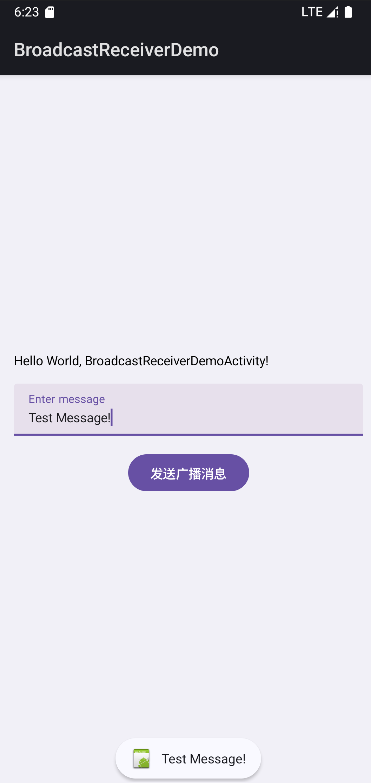 6:23 LTE
BroadcastReceiverDemo
Hello World, BroadcastReceiverDemoActivity!
Enter message
Test Message!
发送广播消息
Test Message!